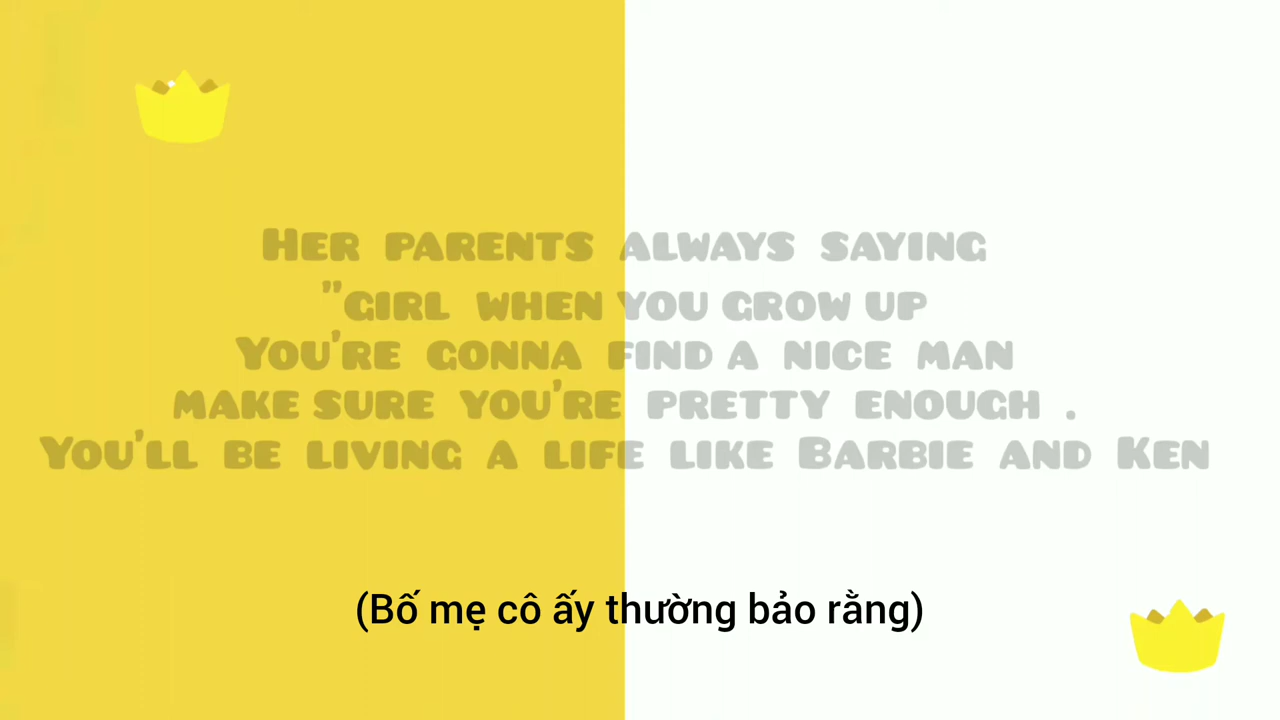 Her parents always saying
"girl when you grow up
You're gonna find a nice man
make sure you're pretty enough .
You'll be living a life like Barbie and Ken
(Bố mẹ cô ấy thường bảo rằng)